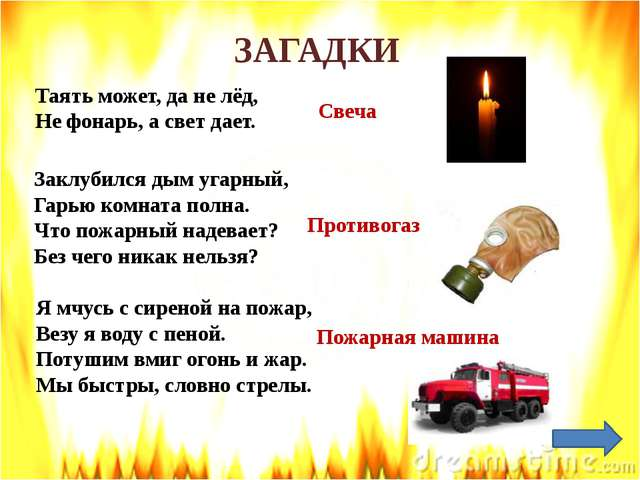 ЗАГАДКИ
Таять может, да не лёд,
Не фонарь, а свет дает.
Свеча
Заклубился дым угарный,
Гарью комната полна.
Что пожарный надевает?
Без чего никак нельзя?
Противогаз
Я мчусь с сиреной на пожар,
Везу я воду с пеной.
Потушим вмиг огонь и жар.
Мы быстры, словно стрелы.
Пожарная машина
dreamstime.com